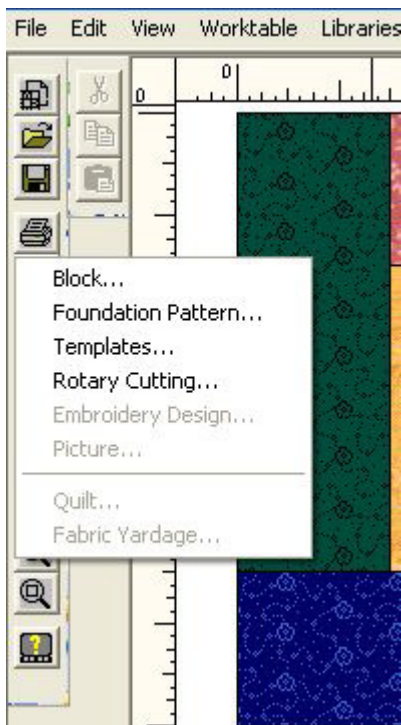 File Edit View Worktable Libraries
0
0
Block...
Foundation Pattern...
Templates...
Rotary Cutting...
Embroidery Design...
Picture...
Quilt...
Fabric Yardage...
?